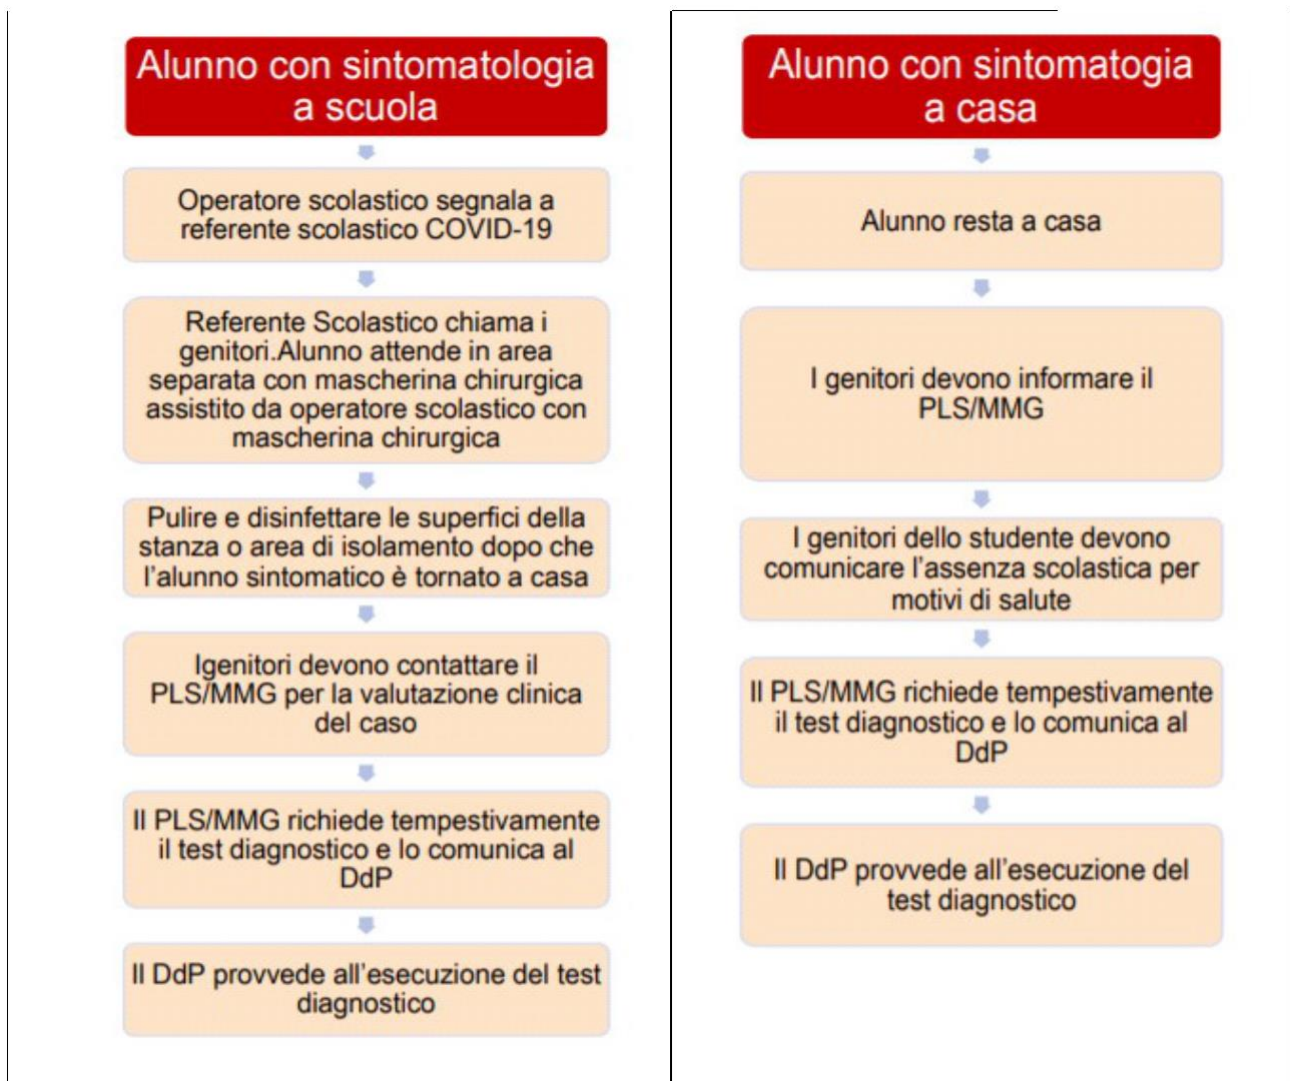 Alunno con sintomatologia
a scuola
Operatore scolastico segnala a
referente scolastico COVID-19
Referente Scolastico chiama i
genitori.Alunno attende in area
separata con mascherina chirurgica
assistito da operatore scolastico con
mascherina chirurgica
Pulire e disinfettare le superfici della
stanza o area di isolamento dopo che
l'alunno sintomatico è tornato a casa
Igenitori devono contattare il
PLS/MMG per la valutazione clinica
del caso
Il PLS/MMG richiede tempestivamente
il test diagnostico e lo comunica al
DdP
Il DdP provvede all'esecuzione del test
diagnostico
Alunno con sintomatogia
a casa
Alunno resta a casa
I genitori devono informare il
PLS/MMG
I genitori dello studente devono
comunicare l'assenza scolastica per
motivi di salute
Il PLS/MMG richiede tempestivamente
il test diagnostico e lo comunica al
DdP
Il DdP provvede all'esecuzione del
test diagnostico